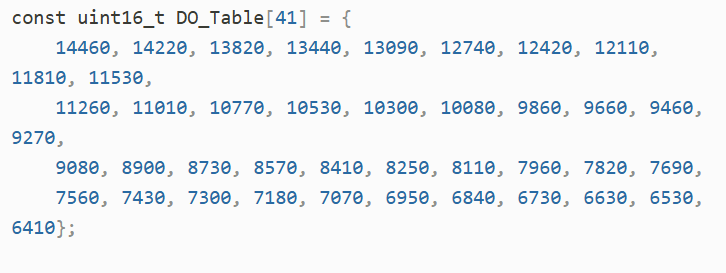 const uint16_t DO_Table[41] = {
    14460, 14220, 13820, 13440, 13090, 12740, 12420, 12110,
11810, 11530,
    11260, 11010, 10770, 10530, 10300, 10080, 9860, 9660, 9460,
9270,
    9080, 8900, 8730, 8570, 8410, 8250, 8110, 7960, 7820, 7690,
    7560, 7430, 7300, 7180, 7070, 6950, 6840, 6730, 6630, 6530,
6410};